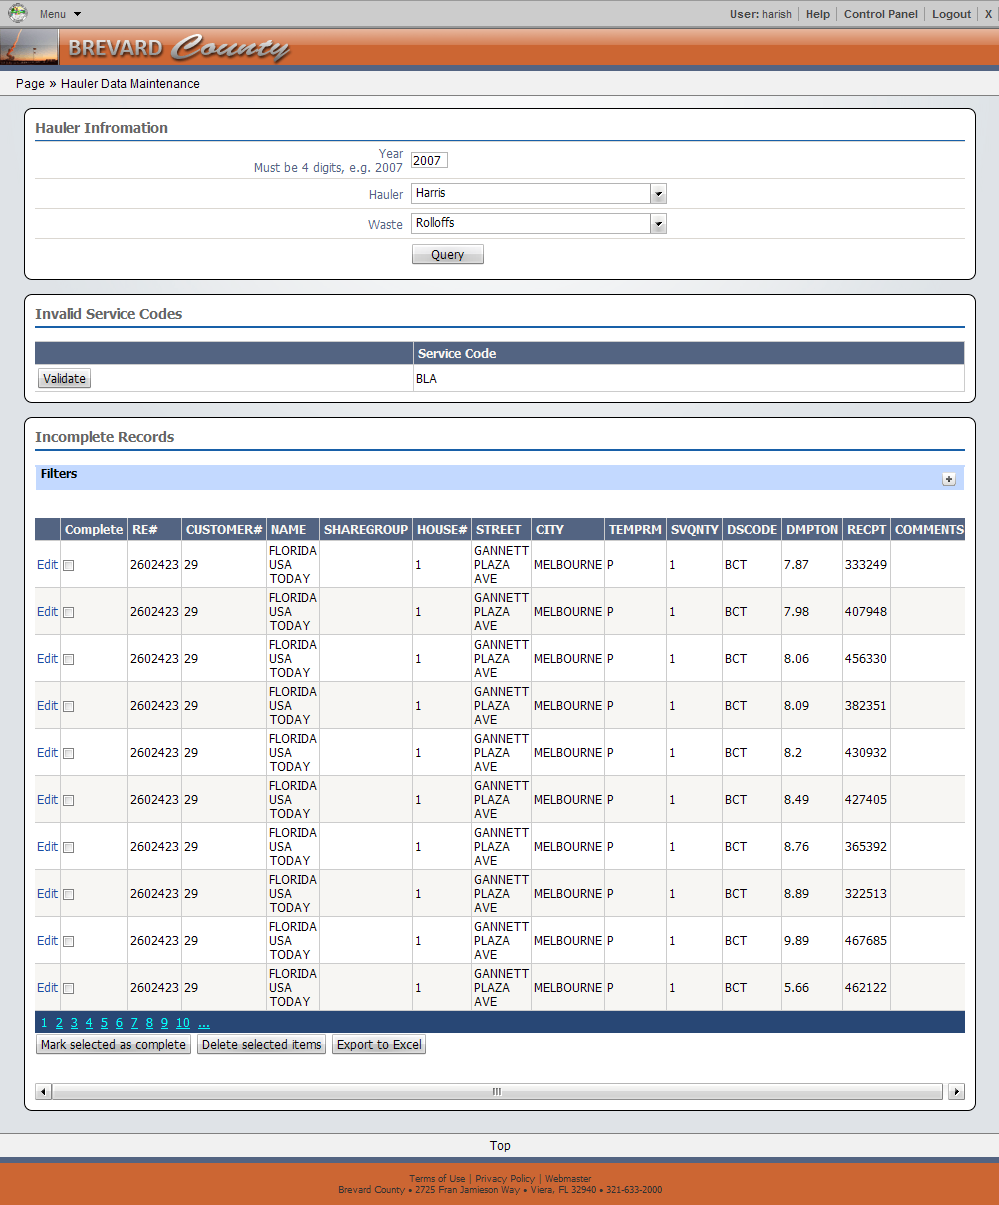 Menu User: harish Help Control Panel Logout X
BREVARD County
Page » Hauler Data Maintenance
Hauler Infromation
Year 2007
Must be 4 digits, e.g. 2007
Hauler Harris
Waste Rolloffs
Query
Invalid Service Codes
Service Code
Validate BLA
Incomplete Records
Filters
Complete RE# CUSTOMER# NAME SHAREGROUP HOUSE# STREET CITY TEMPRM SVQNTY DSCODE DMPTON RECPT COMMENTS
Edit 2602423 29 FLORIDA USA TODAY 1 GANNETT PLAZA AVE MELBOURNE P 1 BCT 7.87 333249
Edit 2602423 29 FLORIDA USA TODAY 1 GANNETT PLAZA AVE MELBOURNE P 1 BCT 7.98 407948
Edit 2602423 29 FLORIDA USA TODAY 1 GANNETT PLAZA AVE MELBOURNE P 1 BCT 8.06 456330
Edit 2602423 29 FLORIDA USA TODAY 1 GANNETT PLAZA AVE MELBOURNE P 1 BCT 8.09 382351
Edit 2602423 29 FLORIDA USA TODAY 1 GANNETT PLAZA AVE MELBOURNE P 1 BCT 8.2 430932
Edit 2602423 29 FLORIDA USA TODAY 1 GANNETT PLAZA AVE MELBOURNE P 1 BCT 8.49 427405
Edit 2602423 29 FLORIDA USA TODAY 1 GANNETT PLAZA AVE MELBOURNE P 1 BCT 8.76 365392
Edit 2602423 29 FLORIDA USA TODAY 1 GANNETT PLAZA AVE MELBOURNE P 1 BCT 8.89 322513
Edit 2602423 29 FLORIDA USA TODAY 1 GANNETT PLAZA AVE MELBOURNE P 1 BCT 9.89 467685
Edit 2602423 29 FLORIDA USA TODAY 1 GANNETT PLAZA AVE MELBOURNE P 1 BCT 5.66 462122
1 2 3 4 5 6 7 8 9 10 ...
Mark selected as complete Delete selected items Export to Excel
Top
Terms of Use | Privacy Policy | Webmaster
Brevard County • 2725 Fran Jamieson Way • Viera, FL 32940 • 321-633-2000